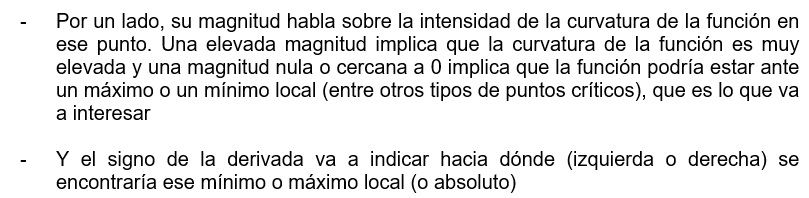 - Por un lado, su magnitud habla sobre la intensidad de la curvatura de la función en
ese punto. Una elevada magnitud implica que la curvatura de la función es muy
elevada y una magnitud nula o cercana a 0 implica que la función podría estar ante
un máximo o un mínimo local (entre otros tipos de puntos críticos), que es lo que va
a interesar
- Y el signo de la derivada va a indicar hacia dónde (izquierda o derecha) se
encontraría ese mínimo o máximo local (o absoluto)